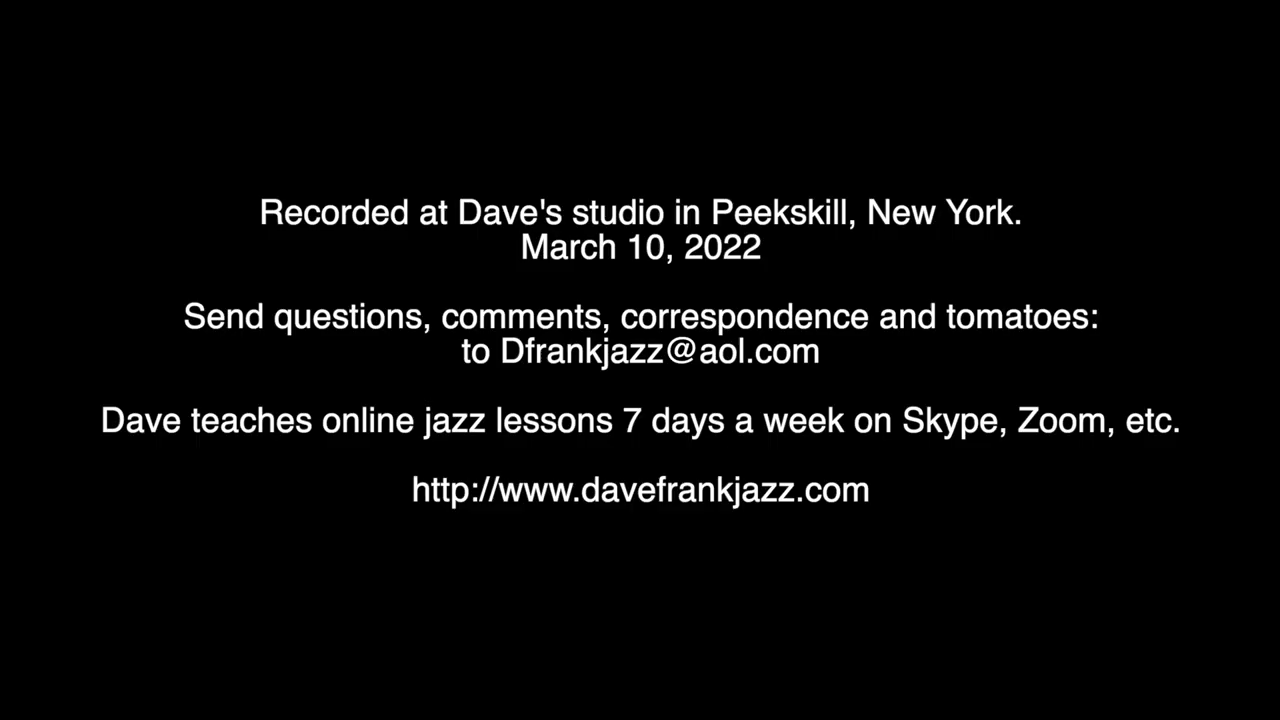 Recorded at Dave's studio in Peekskill, New York.
March 10, 2022
Send questions, comments, correspondence and tomatoes:
to Dfrankjazz@aol.com
Dave teaches online jazz lessons 7 days a week on Skype, Zoom, etc.
http://www.davefrankjazz.com